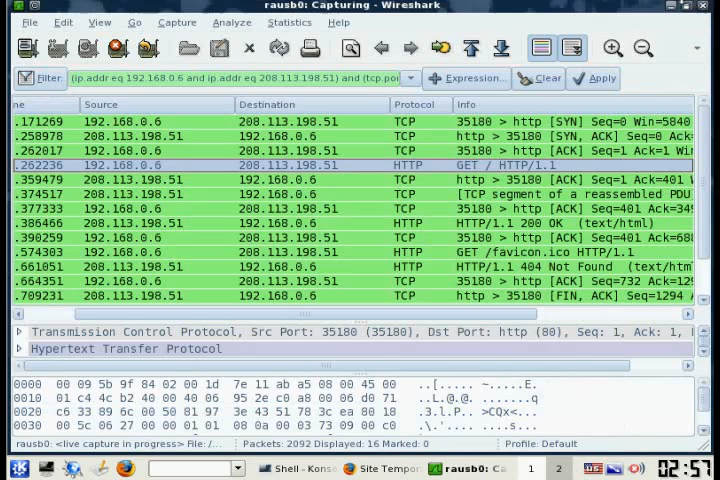 rausb0: Capturing - Wireshark
File Edit View Go Capture Analyze Statistics Help
Filter: (ip.addr eq 192.168.0.6 and ip.addr eq 208.113.198.51) and (tcp.por Expression... Clear Apply
ne Source Destination Protocol Info
.171269 192.168.0.6 208.113.198.51 TCP 35180 > http [SYN] Seq=0 Win=5840
.258978 208.113.198.51 192.168.0.6 TCP http > 35180 [SYN, ACK] Seq=0 Ack=
.262017 192.168.0.6 208.113.198.51 TCP 35180 > http [ACK] Seq=1 Ack=1 Wi
.262236 192.168.0.6 208.113.198.51 HTTP GET / HTTP/1.1
.359479 208.113.198.51 192.168.0.6 TCP http > 35180 [ACK] Seq=1 Ack=401
.374517 208.113.198.51 192.168.0.6 TCP [TCP segment of a reassembled PDU
.377333 192.168.0.6 208.113.198.51 TCP 35180 > http [ACK] Seq=401 Ack=349
.386466 208.113.198.51 192.168.0.6 HTTP HTTP/1.1 200 OK (text/html)
.390259 192.168.0.6 208.113.198.51 TCP 35180 > http [ACK] Seq=401 Ack=688
.574303 192.168.0.6 208.113.198.51 HTTP GET /favicon.ico HTTP/1.1
.661051 208.113.198.51 192.168.0.6 HTTP HTTP/1.1 404 Not Found (text/htm
.664351 192.168.0.6 208.113.198.51 TCP 35180 > http [ACK] Seq=732 Ack=129
.709231 208.113.198.51 192.168.0.6 TCP http > 35180 [FIN, ACK] Seq=1294
Transmission Control Protocol, Src Port: 35180 (35180), Dst Port: http (80), Seq: 1, Ack: 1,
Hypertext Transfer Protocol
0000 00 09 5b 9f 84 02 00 1d 7e 11 ab a5 08 00 45 00 ..[..... ~.....E.
0010 01 c4 4c b2 40 00 40 06 95 2e c0 a8 00 06 d0 71 ..L.@.@. .......q
0020 c6 33 89 6c 00 50 81 97 3e 43 51 78 3c ea 80 18 .3.l.P.. >CQx<...
0030 00 5c 06 27 00 00 01 01 08 0a 00 03 73 09 00 c0 .\.'.... ....s...
rausb0: <live capture in progress> File: /... Packets: 2092 Displayed: 16 Marked: 0 Profile: Default
Shell - Konso Site Tempor rausb0: Ca 1 2 US 02:57